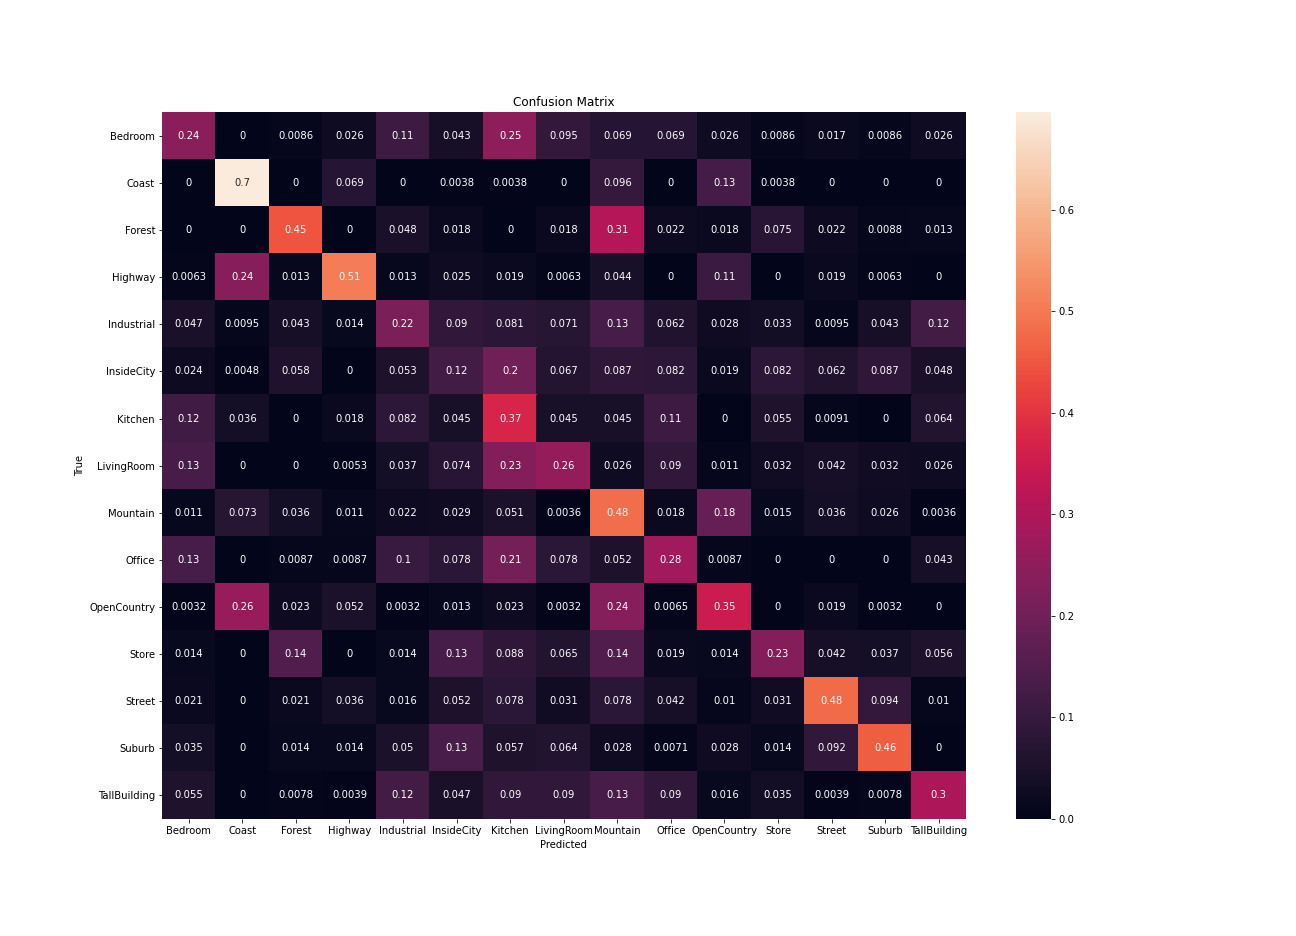 Confusion Matrix
Bedroom 0.24 0 0.0086 0.026 0.11 0.043 0.25 0.095 0.069 0.069 0.026 0.0086 0.017 0.0086 0.026
Coast 0 0.7 0 0.069 0 0.0038 0.0038 0 0.096 0 0.13 0.0038 0 0 0
Forest 0 0 0.45 0 0.048 0.018 0 0.018 0.31 0.022 0.018 0.075 0.022 0.0088 0.013
Highway 0.0063 0.24 0.013 0.51 0.013 0.025 0.019 0.0063 0.044 0 0.11 0 0.019 0.0063 0
Industrial 0.047 0.0095 0.043 0.014 0.22 0.09 0.081 0.071 0.13 0.062 0.028 0.033 0.0095 0.043 0.12
InsideCity 0.024 0.0048 0.058 0 0.053 0.12 0.2 0.067 0.087 0.082 0.019 0.082 0.062 0.087 0.048
Kitchen 0.12 0.036 0 0.018 0.082 0.045 0.37 0.045 0.045 0.11 0 0.055 0.0091 0 0.064
LivingRoom 0.13 0 0 0.0053 0.037 0.074 0.23 0.26 0.026 0.09 0.011 0.032 0.042 0.032 0.026
Mountain 0.011 0.073 0.036 0.011 0.022 0.029 0.051 0.0036 0.48 0.018 0.18 0.015 0.036 0.026 0.0036
Office 0.13 0 0.0087 0.0087 0.1 0.078 0.21 0.078 0.052 0.28 0.0087 0 0 0 0.043
OpenCountry 0.0032 0.26 0.023 0.052 0.0032 0.013 0.023 0.0032 0.24 0.0065 0.35 0 0.019 0.0032 0
Store 0.014 0 0.14 0 0.014 0.13 0.088 0.065 0.14 0.019 0.014 0.23 0.042 0.037 0.056
Street 0.021 0 0.021 0.036 0.016 0.052 0.078 0.031 0.078 0.042 0.01 0.031 0.48 0.094 0.01
Suburb 0.035 0 0.014 0.014 0.05 0.13 0.057 0.064 0.028 0.0071 0.028 0.014 0.092 0.46 0
TallBuilding 0.055 0 0.0078 0.0039 0.12 0.047 0.09 0.09 0.13 0.09 0.016 0.035 0.0039 0.0078 0.3
Bedroom Coast Forest Highway Industrial InsideCity Kitchen LivingRoom Mountain Office OpenCountry Store Street Suburb TallBuilding
Predicted
True
0.6
0.5
0.4
0.3
0.2
0.1
0.0